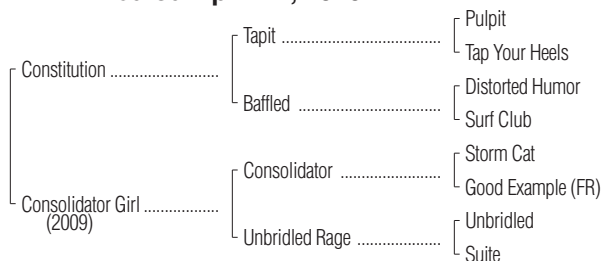 Pulpit
Tapit ........................................
Tap Your Heels
Constitution ...........................
Distorted Humor
Baffled ....................................
Surf Club
Storm Cat
Consolidator .........................
Good Example (FR)
Consolidator Girl ..................
(2009)
Unbridled
Unbridled Rage ....................
Suite